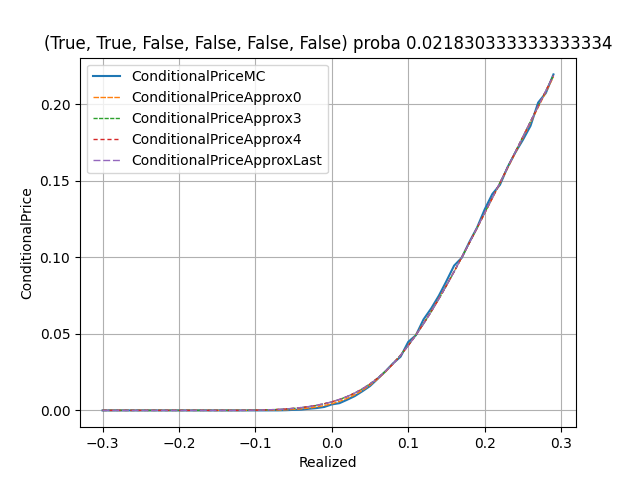 (True, True, False, False, False, False) proba 0.021830333333333334
ConditionalPriceMC
ConditionalPriceApprox0
ConditionalPriceApprox3
ConditionalPriceApprox4
ConditionalPriceApproxLast
ConditionalPrice
0.20
0.15
0.10
0.05
0.00
−0.3
−0.2
−0.1
0.0
0.1
0.2
0.3
Realized